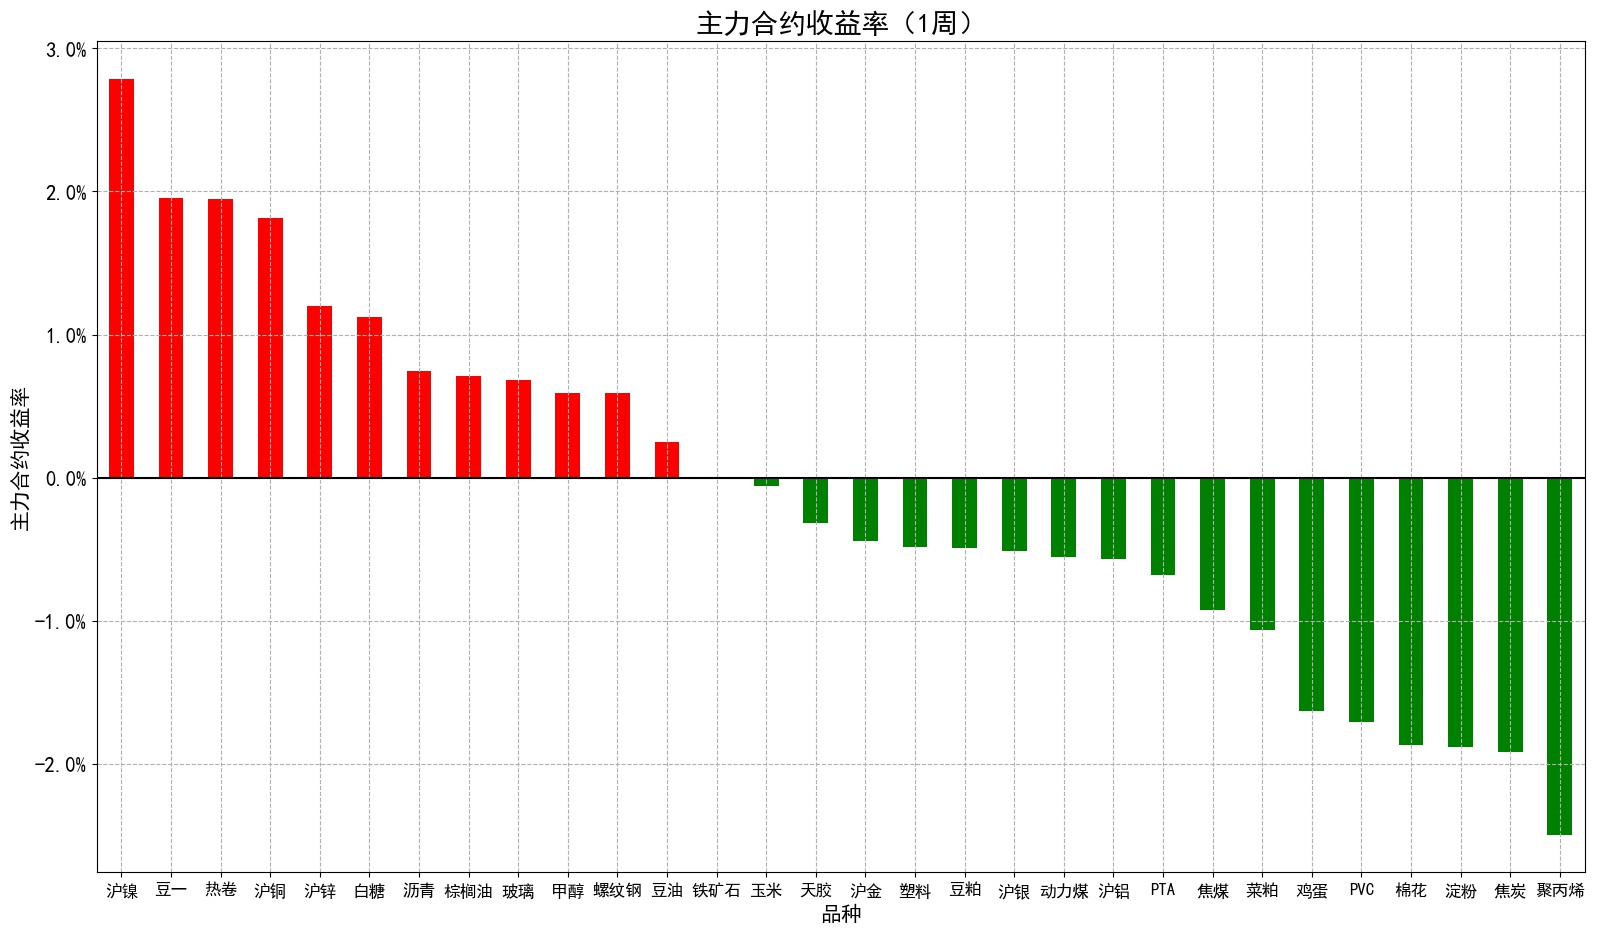 主力合约收益率（1周）
主力合约收益率
3.0%
2.0%
1.0%
0.0%
-1.0%
-2.0%
沪镍 豆一 热卷 沪铜 沪锌 白糖 沥青 棕榈油 玻璃 甲醇 螺纹钢 豆油 铁矿石 玉米 天胶 沪金 塑料 豆粕 沪银 动力煤 沪铝 PTA 焦煤 菜粕 鸡蛋 PVC 棉花 淀粉 焦炭 聚丙烯
品种